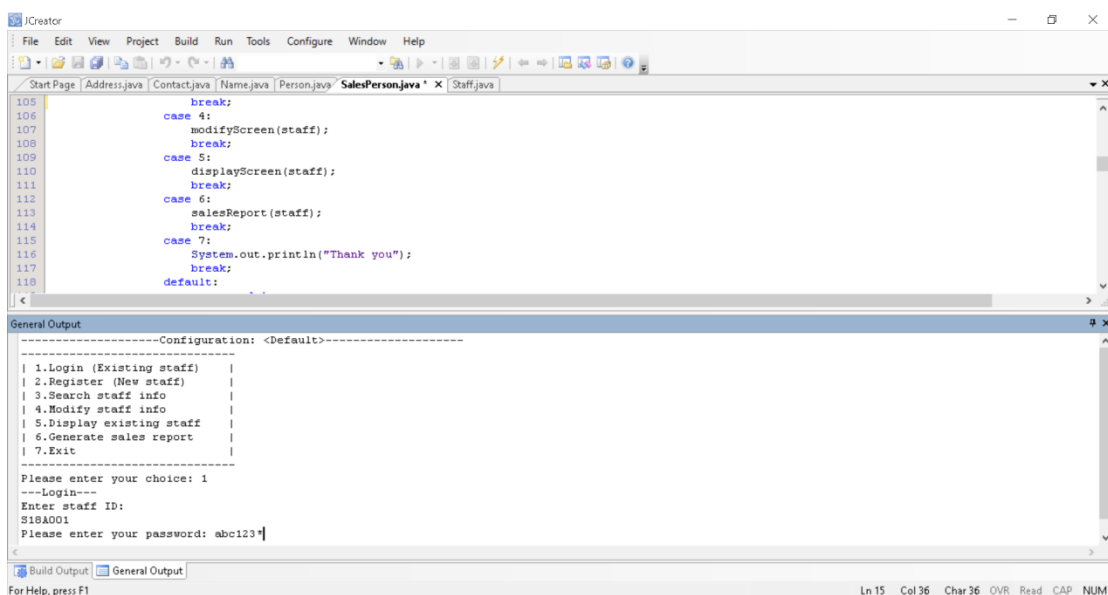 JCreator
File Edit View Project Build Run Tools Configure Window Help
Start Page Address.java Contact.java Name.java Person.java SalesPerson.java * X Staff.java
105 break;
106 case 4:
107 modifyScreen(staff);
108 break;
109 case 5:
110 displayScreen(staff);
111 break;
112 case 6:
113 salesReport(staff);
114 break;
115 case 7:
116 System.out.println("Thank you");
117 break;
118 default:
General Output
--------------------Configuration: <Default>--------------------
-------------------------------
| 1.Login (Existing staff) |
| 2.Register (New staff) |
| 3.Search staff info |
| 4.Modify staff info |
| 5.Display existing staff |
| 6.Generate sales report |
| 7.Exit |
-------------------------------
Please enter your choice: 1
---Login---
Enter staff ID:
S18A001
Please enter your password: abc123*
Build Output General Output
For Help, press F1 Ln 15 Col 36 Char 36 OVR Read CAP NUM